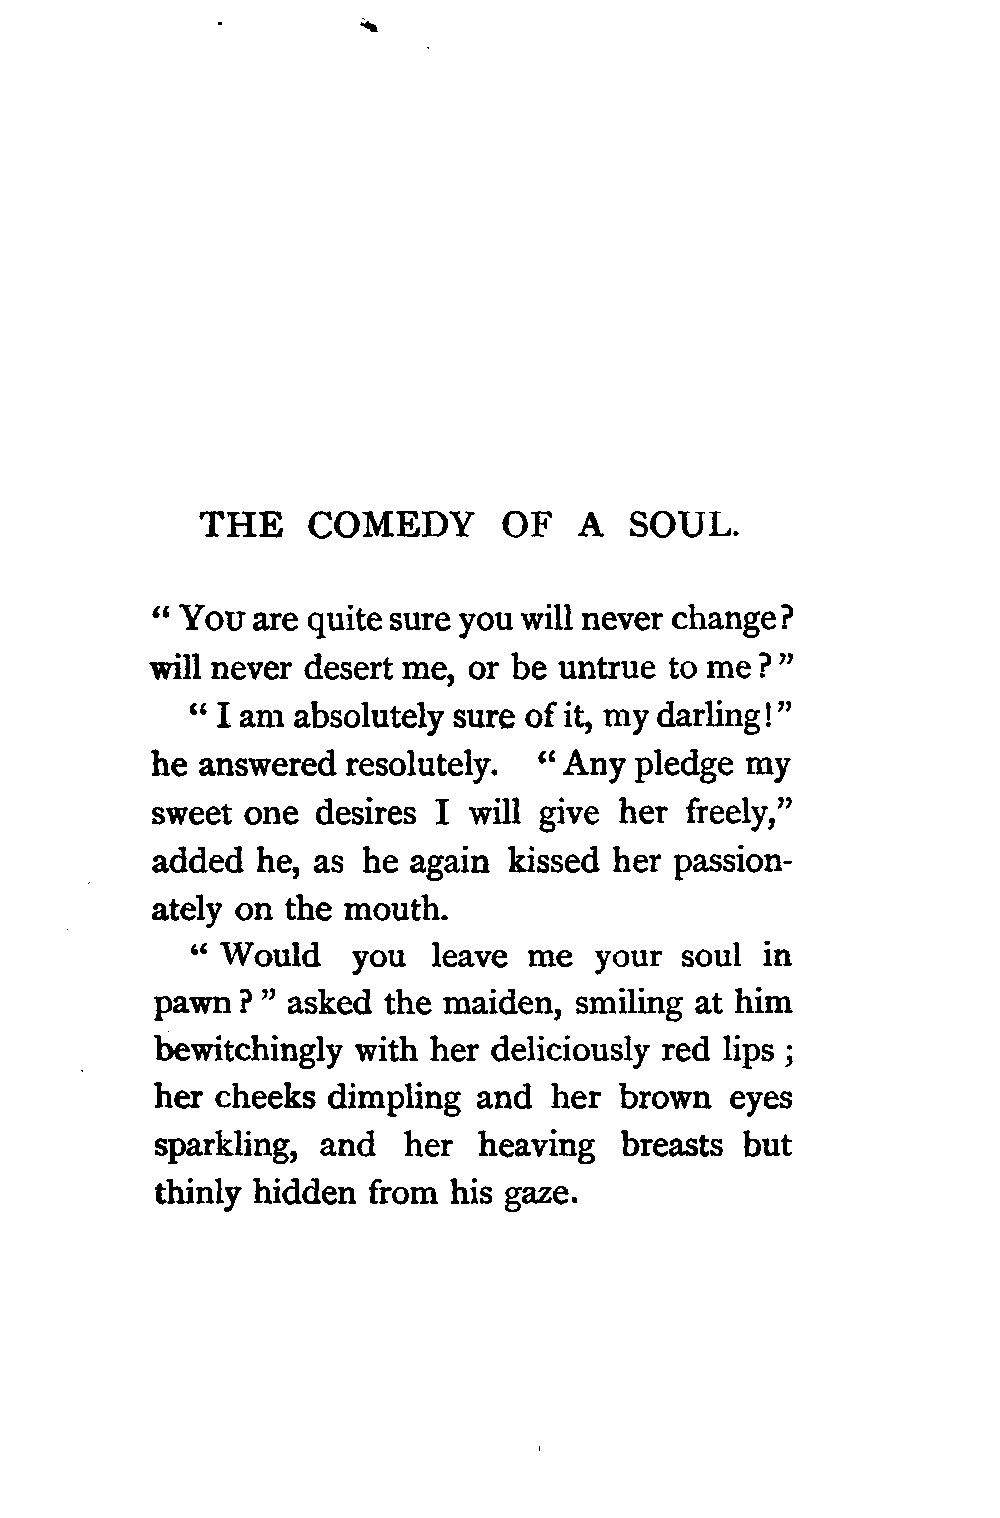 THE COMEDY OF A SOUL.
“ YOU are quite sure you will never change?
will never desert me, or be untrue to me ? ”
“ I am absolutely sure of it, my darling! ”
he answered resolutely. “ Any pledge my
sweet one desires I will give her freely,”
added he, as he again kissed her passion-
ately on the mouth.
“ Would you leave me your soul in
pawn ? ” asked the maiden, smiling at him
bewitchingly with her deliciously red lips ;
her cheeks dimpling and her brown eyes
sparkling, and her heaving breasts but
thinly hidden from his gaze.